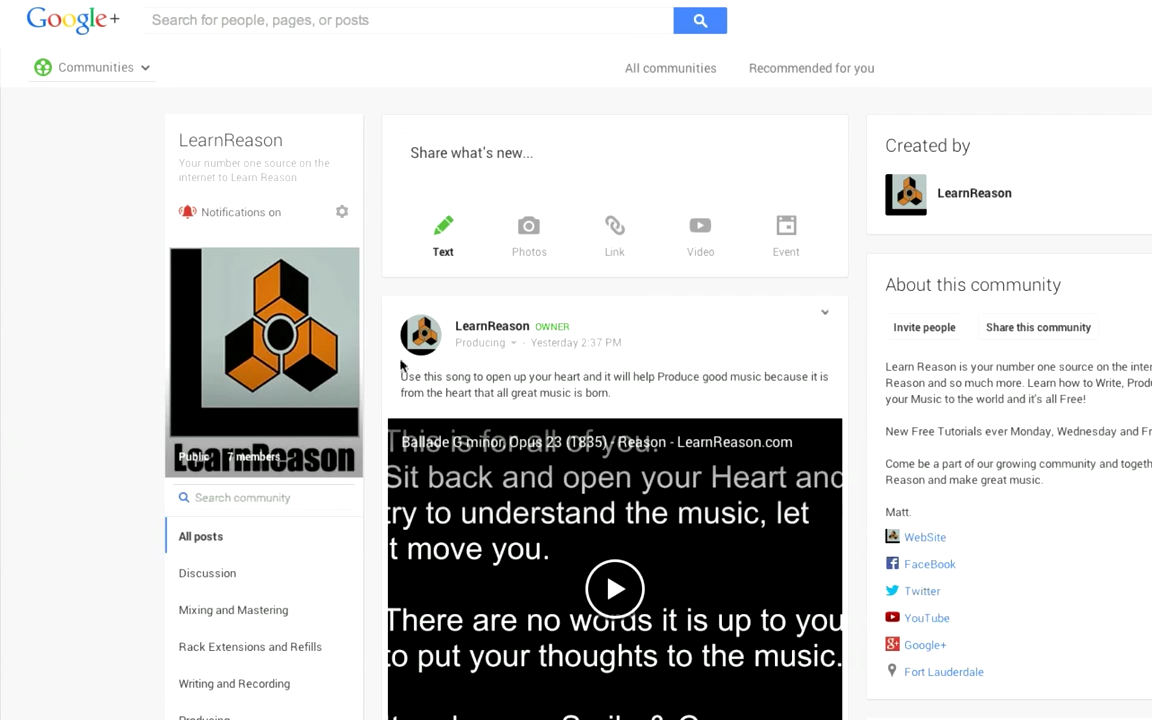 Google+
Search for people, pages, or posts
Communities
All communities
Recommended for you
LearnReason
Your number one source on the
internet to Learn Reason
Notifications on
LearnReason
Public
7 members
Search community
All posts
Discussion
Mixing and Mastering
Rack Extensions and Refills
Writing and Recording
Producing
Share what's new...
Text
Photos
Link
Video
Event
LearnReason OWNER
Producing Yesterday 2:37 PM
Use this song to open up your heart and it will help Produce good music because it is
from the heart that all great music is born.
Ballade G minor, Opus 23 (1835) - Reason - LearnReason.com
This is for all of you!
Sit back and open your Heart and
try to understand the music, let
it move you.
There are no words it is up to you
to put your thoughts to the music.
Created by
LearnReason
About this community
Invite people
Share this community
Learn Reason is your number one source on the inter
Reason and so much more. Learn how to Write, Produ
your Music to the world and it's all Free!
New Free Tutorials ever Monday, Wednesday and Fr
Come be a part of our growing community and togeth
Reason and make great music.
Matt.
WebSite
FaceBook
Twitter
YouTube
Google+
Fort Lauderdale